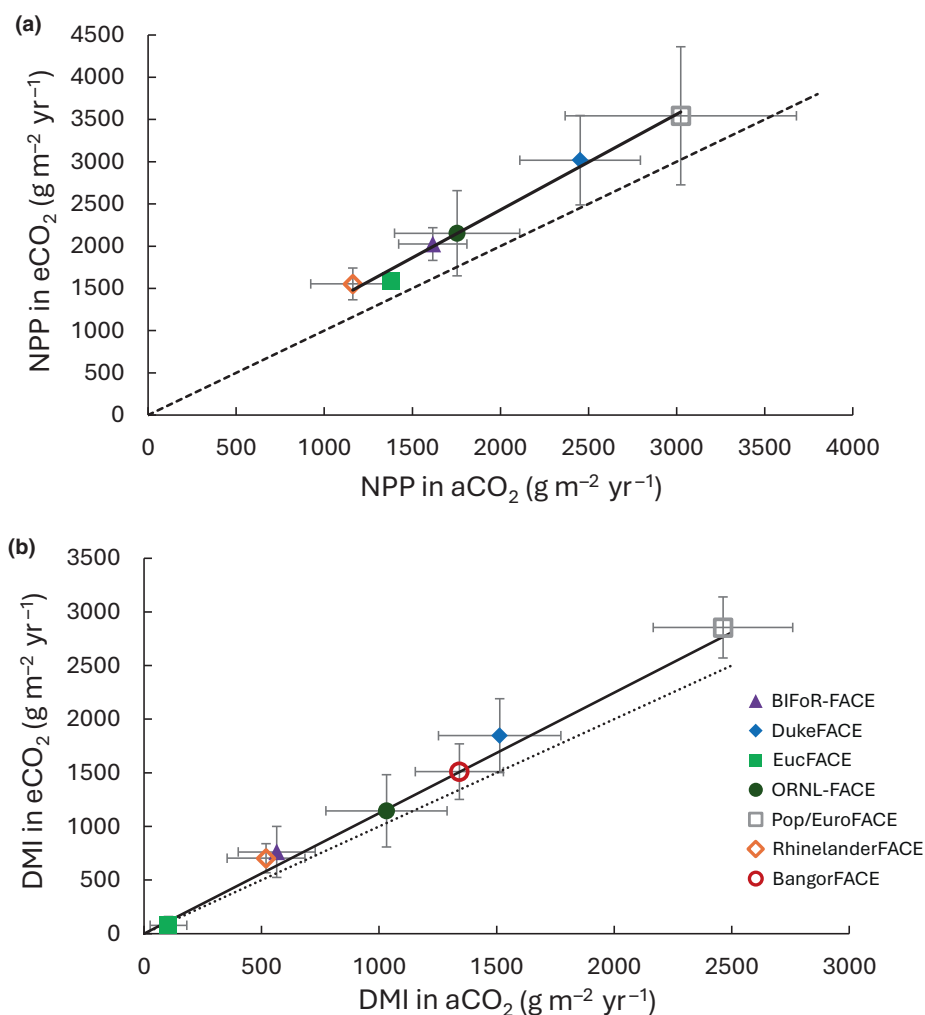 (a)
4500
4000
3500
3000
2500
2000
1500
1000
500
0
NPP in eCO₂ (g m⁻² yr⁻¹)
0 500 1000 1500 2000 2500 3000 3500 4000
NPP in aCO₂ (g m⁻² yr⁻¹)
(b)
3500
3000
2500
2000
1500
1000
500
0
DMI in eCO₂ (g m⁻² yr⁻¹)
BIFoR-FACE
DukeFACE
EucFACE
ORNL-FACE
Pop/EuroFACE
RhinelanderFACE
BangorFACE
0 500 1000 1500 2000 2500 3000
DMI in aCO₂ (g m⁻² yr⁻¹)